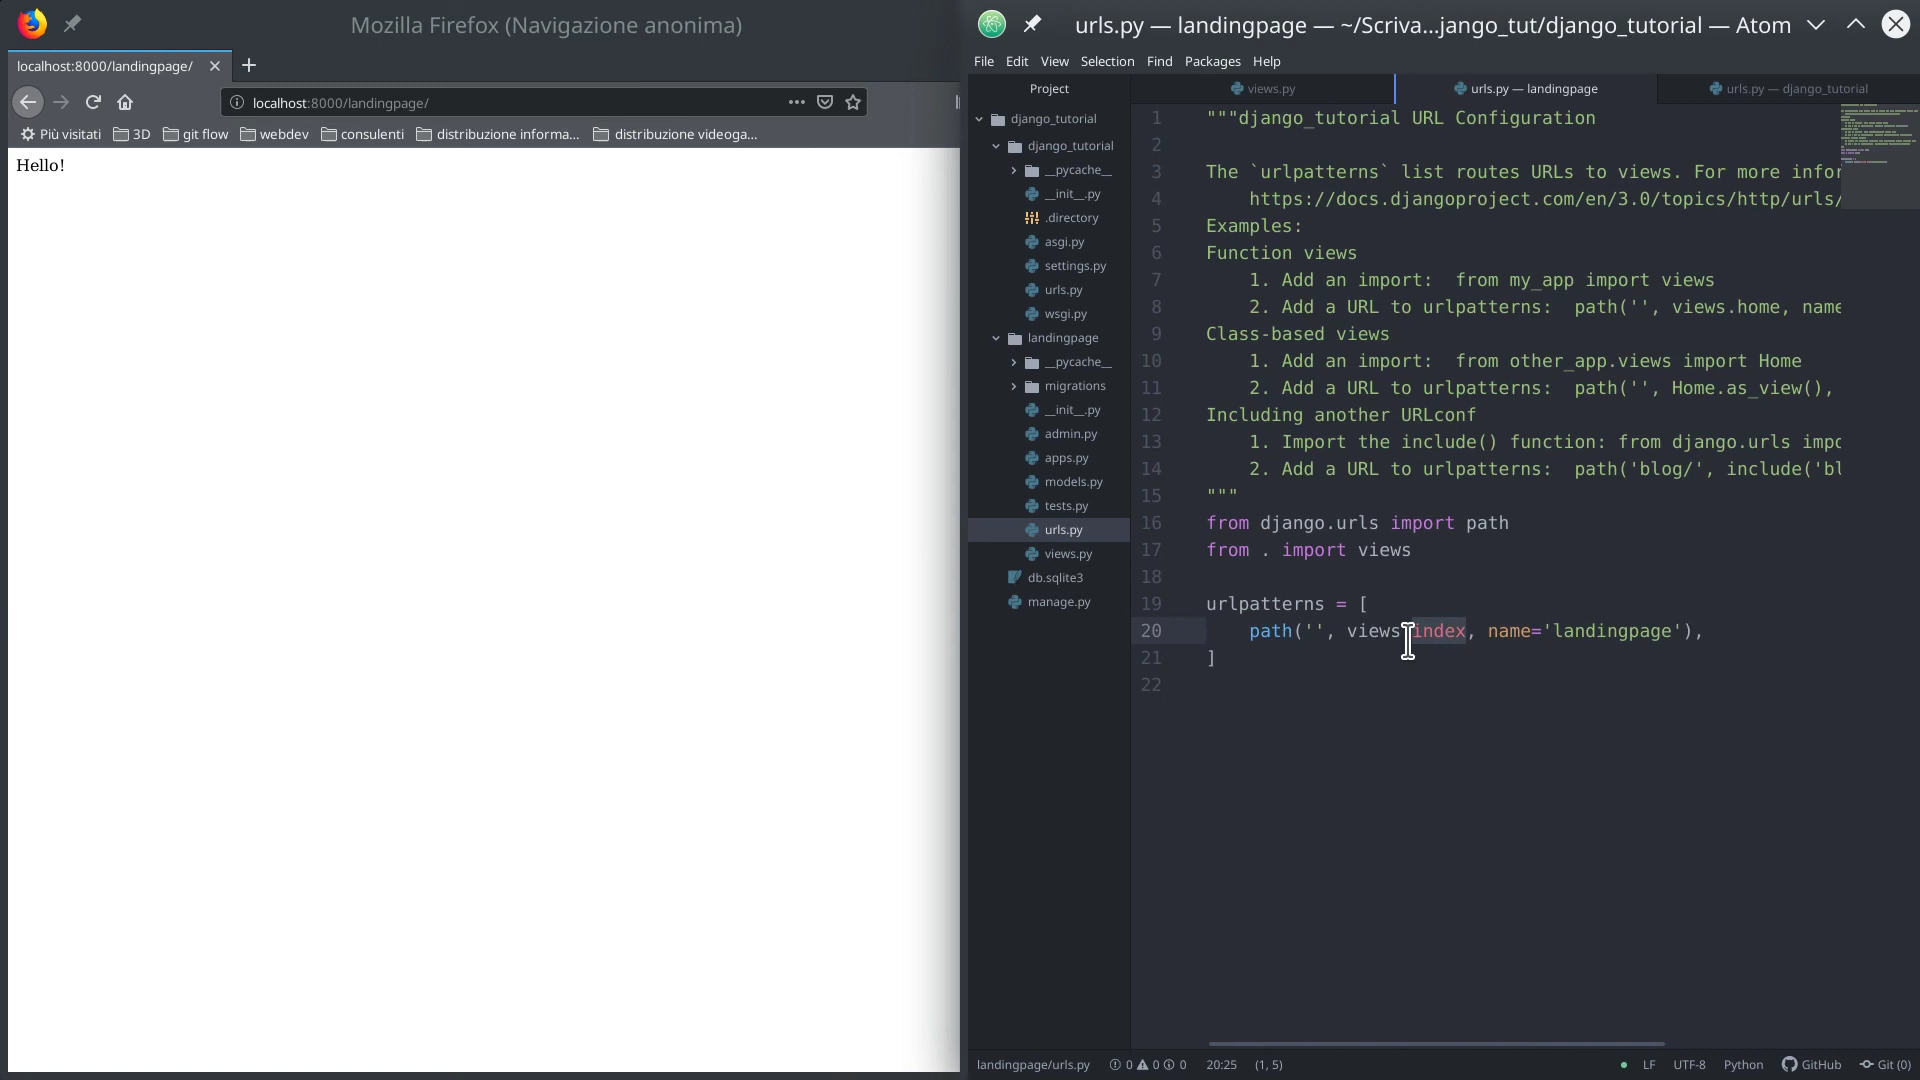 Mozilla Firefox (Navigazione anonima)
localhost:8000/landingpage/
localhost:8000/landingpage/
Più visitati 3D git flow webdev consulenti distribuzione informa... distribuzione videoga...
Hello!
urls.py — landingpage — ~/Scriva...jango_tut/django_tutorial — Atom
File Edit View Selection Find Packages Help
Project
django_tutorial
django_tutorial
__pycache__
__init__.py
.directory
asgi.py
settings.py
urls.py
wsgi.py
landingpage
__pycache__
migrations
__init__.py
admin.py
apps.py
models.py
tests.py
urls.py
views.py
db.sqlite3
manage.py
views.py urls.py — landingpage urls.py — django_tutorial
1 """django_tutorial URL Configuration
2
3 The `urlpatterns` list routes URLs to views. For more infor
4 https://docs.djangoproject.com/en/3.0/topics/http/urls/
5 Examples:
6 Function views
7 1. Add an import:  from my_app import views
8 2. Add a URL to urlpatterns:  path('', views.home, name
9 Class-based views
10 1. Add an import:  from other_app.views import Home
11 2. Add a URL to urlpatterns:  path('', Home.as_view(),
12 Including another URLconf
13 1. Import the include() function: from django.urls impo
14 2. Add a URL to urlpatterns:  path('blog/', include('bl
15 """
16 from django.urls import path
17 from . import views
18
19 urlpatterns = [
20 path('', views index, name='landingpage'),
21 ]
22
landingpage/urls.py 0 0 0 20:25 (1, 5) LF UTF-8 Python GitHub Git (0)